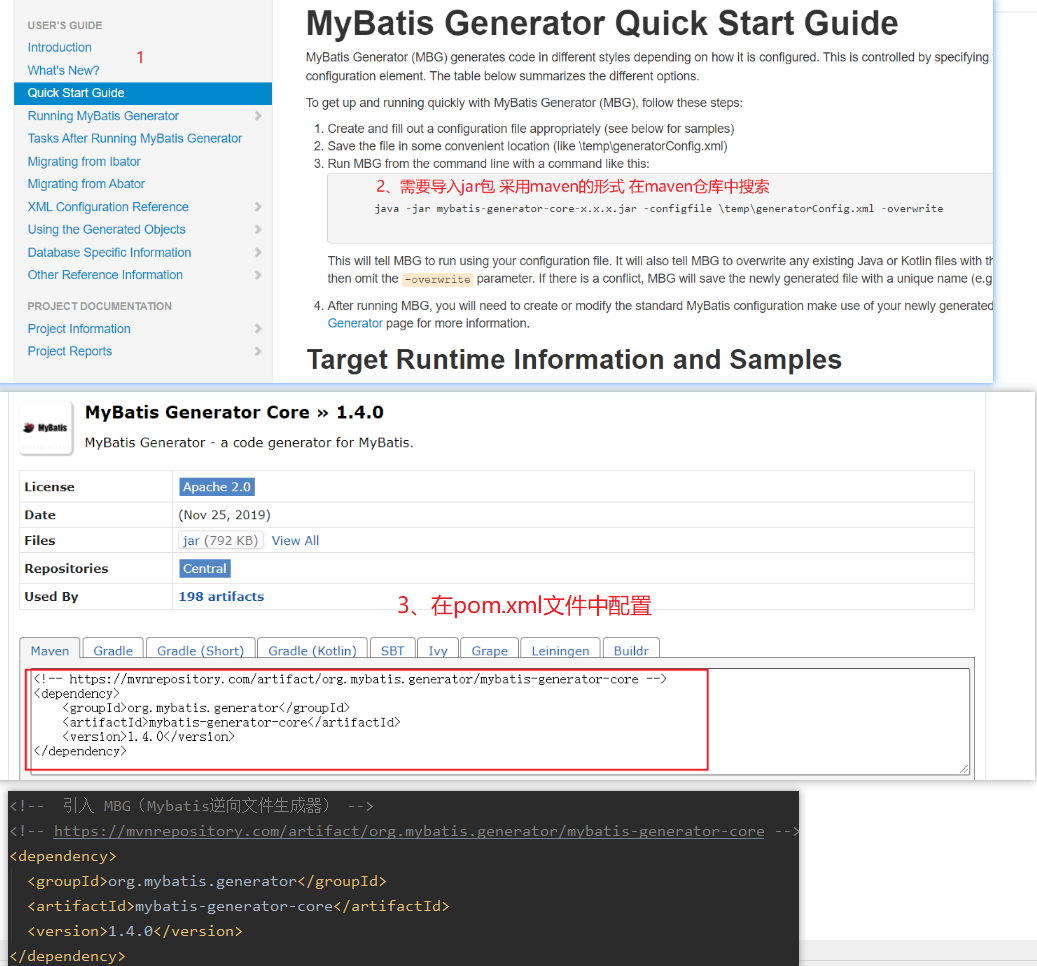 USER'S GUIDE
Introduction
1
What's New?
Quick Start Guide
Running MyBatis Generator
Tasks After Running MyBatis Generator
Migrating from Ibator
Migrating from Abator
XML Configuration Reference
Using the Generated Objects
Database Specific Information
Other Reference Information
PROJECT DOCUMENTATION
Project Information
Project Reports
MyBatis Generator Quick Start Guide
MyBatis Generator (MBG) generates code in different styles depending on how it is configured. This is controlled by specifying
configuration element. The table below summarizes the different options.
To get up and running quickly with MyBatis Generator (MBG), follow these steps:
1. Create and fill out a configuration file appropriately (see below for samples)
2. Save the file in some convenient location (like \temp\generatorConfig.xml)
3. Run MBG from the command line with a command like this:
2、需要导入jar包 采用maven的形式 在maven仓库中搜索
java -jar mybatis-generator-core-x.x.x.jar -configfile \temp\generatorConfig.xml -overwrite
This will tell MBG to run using your configuration file. It will also tell MBG to overwrite any existing Java or Kotlin files with th
then omit the -overwrite parameter. If there is a conflict, MBG will save the newly generated file with a unique name (e.g
4. After running MBG, you will need to create or modify the standard MyBatis configuration make use of your newly generated
Generator page for more information.
Target Runtime Information and Samples
MyBatis
MyBatis Generator Core » 1.4.0
MyBatis Generator - a code generator for MyBatis.
License Apache 2.0
Date (Nov 25, 2019)
Files jar (792 KB) View All
Repositories Central
Used By 198 artifacts
3、在pom.xml文件中配置
Maven Gradle Gradle (Short) Gradle (Kotlin) SBT Ivy Grape Leiningen Buildr
<!-- https://mvnrepository.com/artifact/org.mybatis.generator/mybatis-generator-core -->
<dependency>
    <groupId>org.mybatis.generator</groupId>
    <artifactId>mybatis-generator-core</artifactId>
    <version>1.4.0</version>
</dependency>
<!-- 引入 MBG（Mybatis逆向文件生成器） -->
<!-- https://mvnrepository.com/artifact/org.mybatis.generator/mybatis-generator-core -->
<dependency>
  <groupId>org.mybatis.generator</groupId>
  <artifactId>mybatis-generator-core</artifactId>
  <version>1.4.0</version>
</dependency>